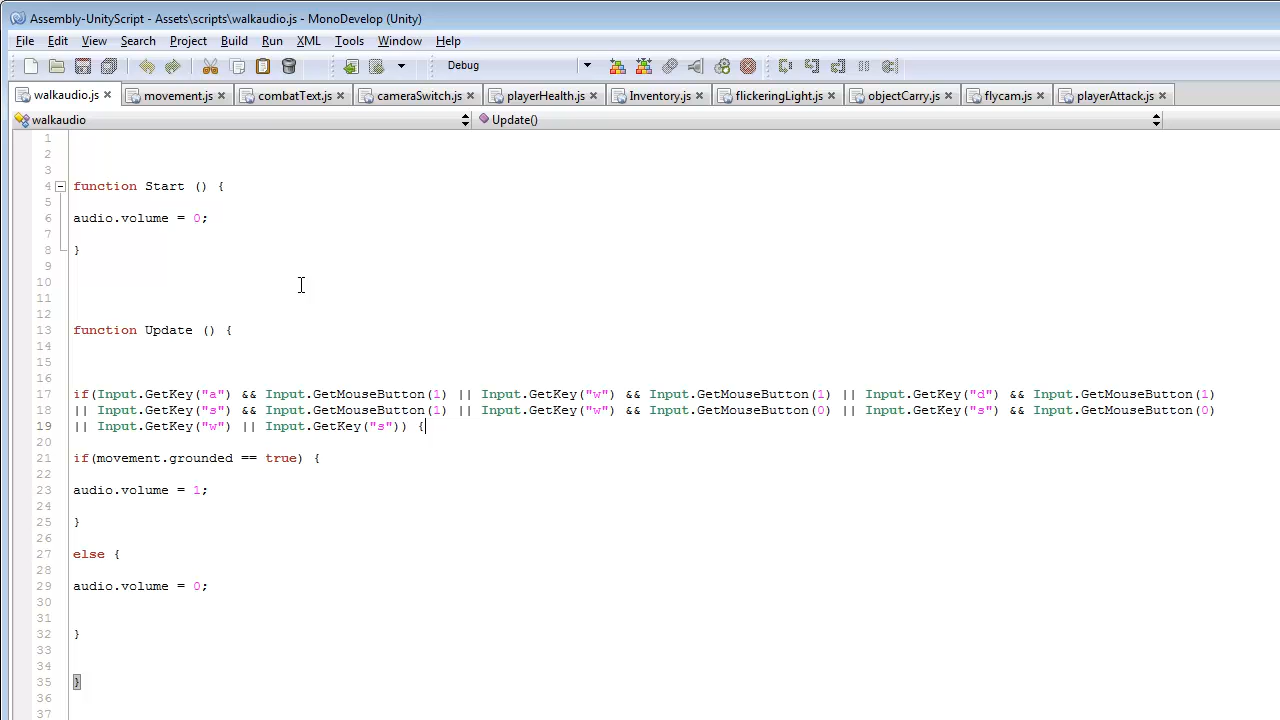 Assembly-UnityScript - Assets\scripts\walkaudio.js - MonoDevelop (Unity)
File Edit View Search Project Build Run XML Tools Window Help
Debug
walkaudio.js movement.js combatText.js cameraSwitch.js playerHealth.js Inventory.js flickeringLight.js objectCarry.js flycam.js playerAttack.js
walkaudio Update()
1
2
3
4 function Start () {
5
6 audio.volume = 0;
7
8 }
9
10
11
12
13 function Update () {
14
15
16
17 if(Input.GetKey("a") && Input.GetMouseButton(1) || Input.GetKey("w") && Input.GetMouseButton(1) || Input.GetKey("d") && Input.GetMouseButton(1)
18 || Input.GetKey("s") && Input.GetMouseButton(1) || Input.GetKey("w") && Input.GetMouseButton(0) || Input.GetKey("s") && Input.GetMouseButton(0)
19 || Input.GetKey("w") || Input.GetKey("s")) {
20
21 if(movement.grounded == true) {
22
23 audio.volume = 1;
24
25 }
26
27 else {
28
29 audio.volume = 0;
30
31
32 }
33
34
35 }
36
37